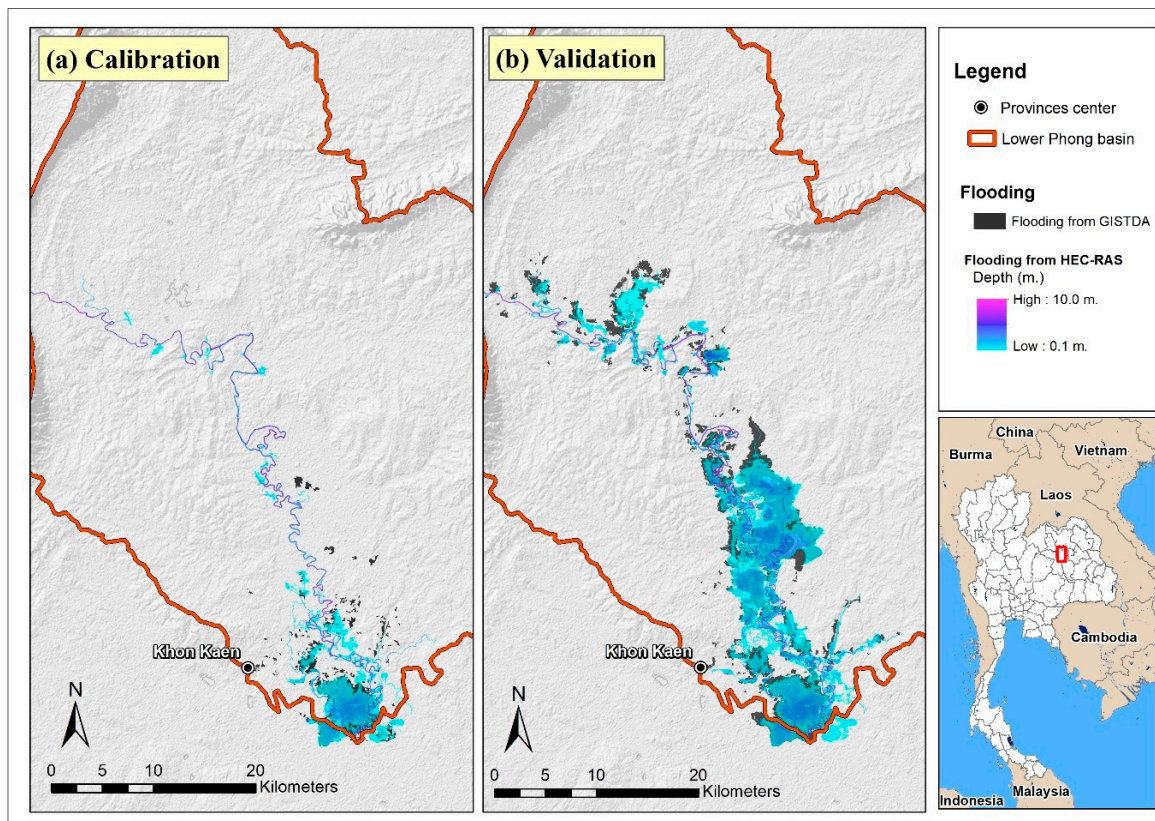 (a) Calibration
Khon Kaen
N
0 5 10 20
Kilometers
(b) Validation
Khon Kaen
N
0 5 10 20
Kilometers
Legend
Provinces center
Lower Phong basin
Flooding
Flooding from GISTDA
Flooding from HEC-RAS
Depth (m.)
High : 10.0 m.
Low : 0.1 m.
China
Burma
Vietnam
Laos
Cambodia
Malaysia
Indonesia